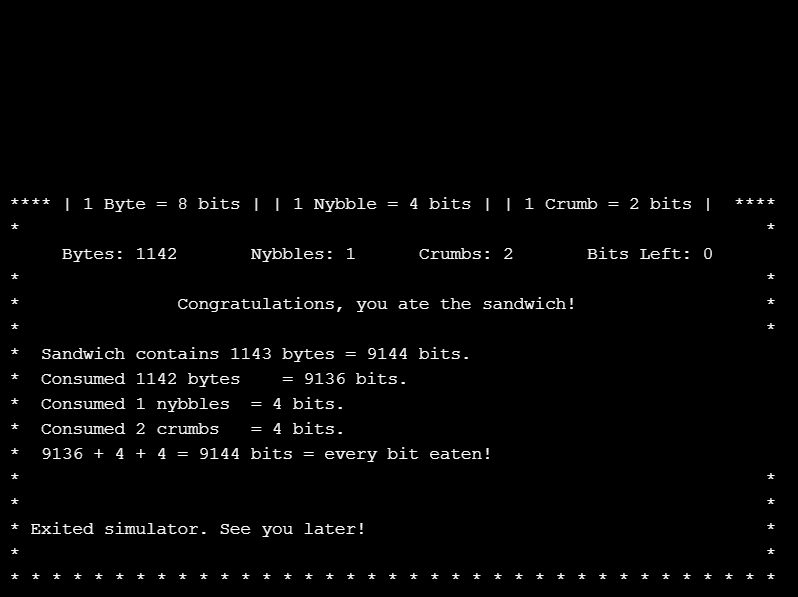 **** | 1 Byte = 8 bits | | 1 Nybble = 4 bits | | 1 Crumb = 2 bits |  ****
*                                                                       *
     Bytes: 1142       Nybbles: 1      Crumbs: 2       Bits Left: 0
*                                                                       *
*               Congratulations, you ate the sandwich!                  *
*                                                                       *
*  Sandwich contains 1143 bytes = 9144 bits.
*  Consumed 1142 bytes    = 9136 bits.
*  Consumed 1 nybbles  = 4 bits.
*  Consumed 2 crumbs   = 4 bits.
*  9136 + 4 + 4 = 9144 bits = every bit eaten!
*                                                                       *
*                                                                       *
* Exited simulator. See you later!                                      *
*                                                                       *
* * * * * * * * * * * * * * * * * * * * * * * * * * * * * * * * * * * * *